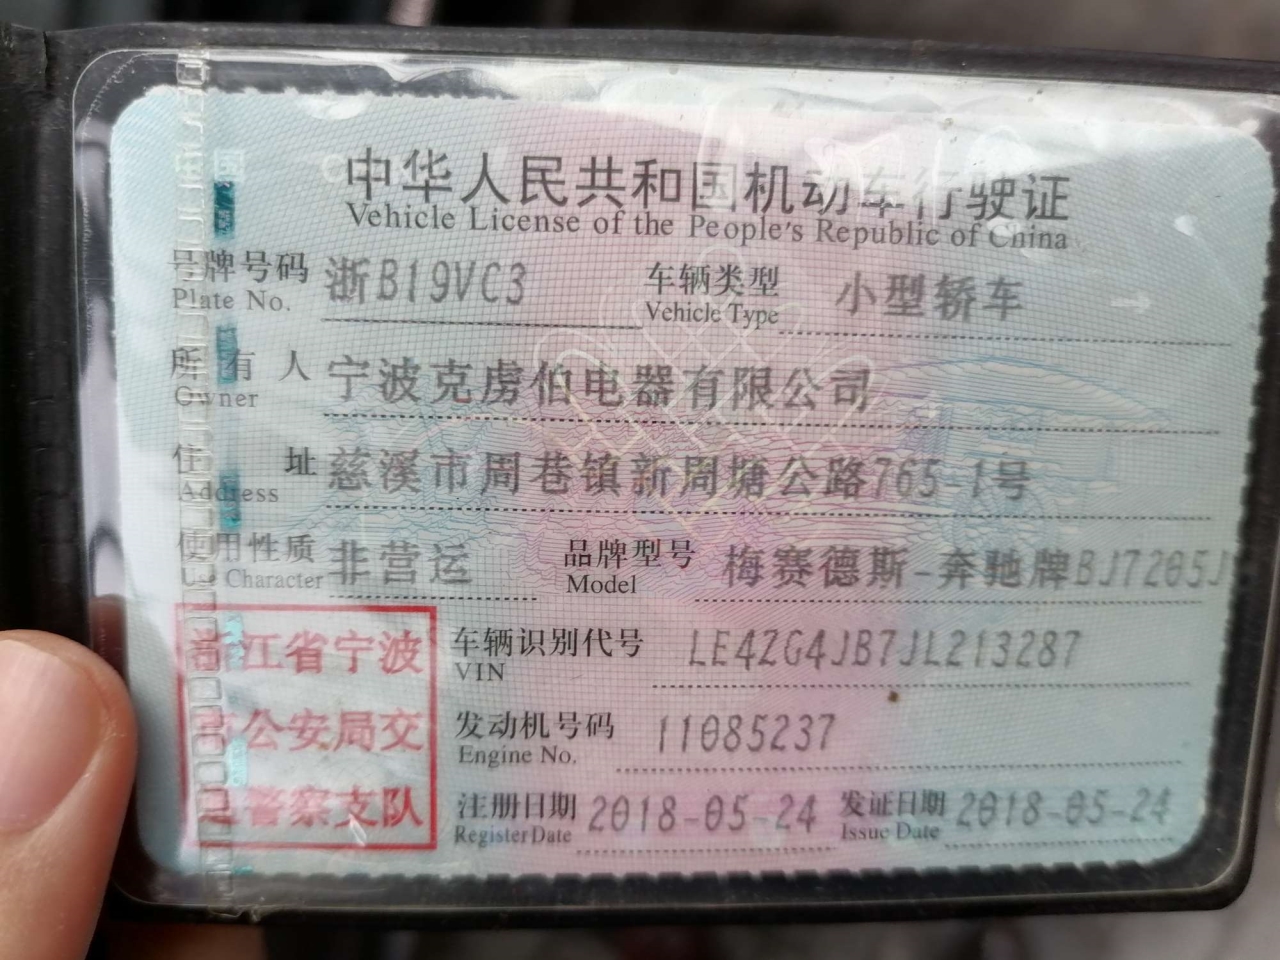 中华人民共和国机动车行驶证
Vehicle License of the People's Republic of China
号牌号码 浙B19VC3 车辆类型 小型轿车
Plate No. Vehicle Type
所有人 宁波克虏伯电器有限公司
Owner
住址 慈溪市周巷镇新周塘公路765-1号
Address
使用性质 非营运 品牌型号 梅赛德斯-奔驰牌BJ7205J
Use Character Model
浙江省宁波
市公安局交
通警察支队
车辆识别代号 LE4ZG4JB7JL213287
VIN
发动机号码 11085237
Engine No.
注册日期 2018-05-24 发证日期 2018-05-24
Register Date Issue Date